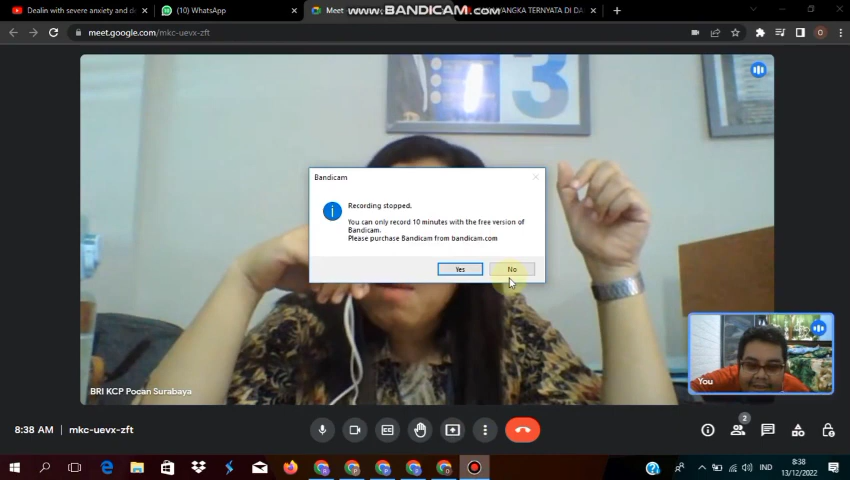 Dealin with severe anxiety and de
(10) WhatsApp
Meet
www.BANDICAM.com
YANGKA TERNYATA DI DA
meet.google.com/mkc-uevx-zft
O
3
Bandicam
Recording stopped.
You can only record 10 minutes with the free version of
Bandicam.
Please purchase Bandicam from bandicam.com
Yes
No
You
BRI KCP Pocan Surabaya
8:38 AM | mkc-uevx-zft
2
IND
8:38
13/12/2022